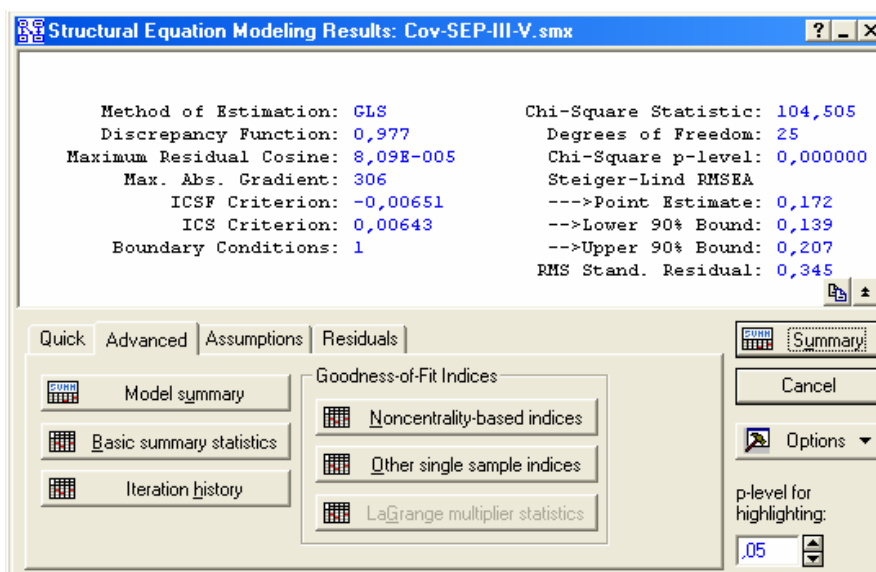 Structural Equation Modeling Results: Cov-SEP-III-V.smx
Method of Estimation: GLS
Discrepancy Function: 0,977
Maximum Residual Cosine: 8,09E-005
Max. Abs. Gradient: 306
ICSF Criterion: -0,00651
ICS Criterion: 0,00643
Boundary Conditions: 1
Chi-Square Statistic: 104,505
Degrees of Freedom: 25
Chi-Square p-level: 0,000000
Steiger-Lind RMSEA
--->Point Estimate: 0,172
-->Lower 90% Bound: 0,139
-->Upper 90% Bound: 0,207
RMS Stand. Residual: 0,345
Quick Advanced Assumptions Residuals
Model summary
Basic summary statistics
Iteration history
Goodness-of-Fit Indices
Noncentrality-based indices
Other single sample indices
LaGrange multiplier statistics
SUMM Summary
Cancel
Options
p-level for
highlighting:
,05